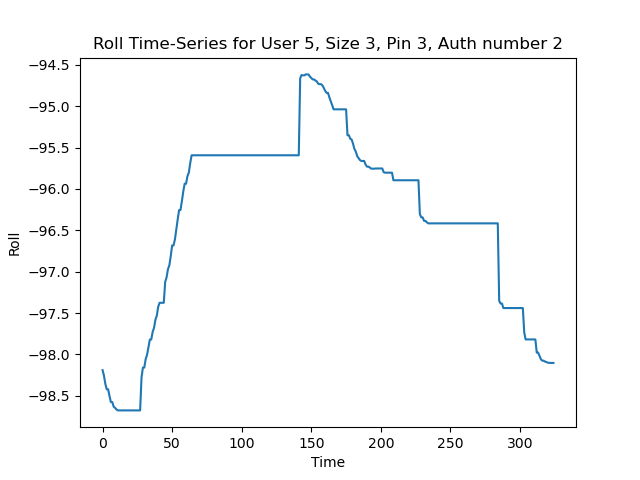 Roll Time-Series for User 5, Size 3, Pin 3, Auth number 2
−94.5
−95.0
−95.5
−96.0
−96.5
−97.0
−97.5
−98.0
−98.5
Roll
0 50 100 150 200 250 300
Time